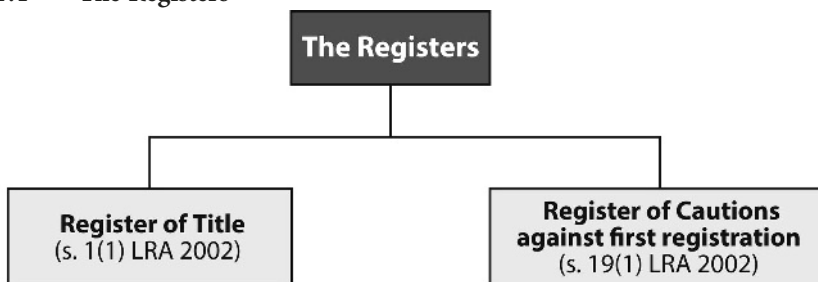 The Registers
Register of Title
(s. 1(1) LRA 2002)
Register of Cautions
against first registration
(s. 19(1) LRA 2002)